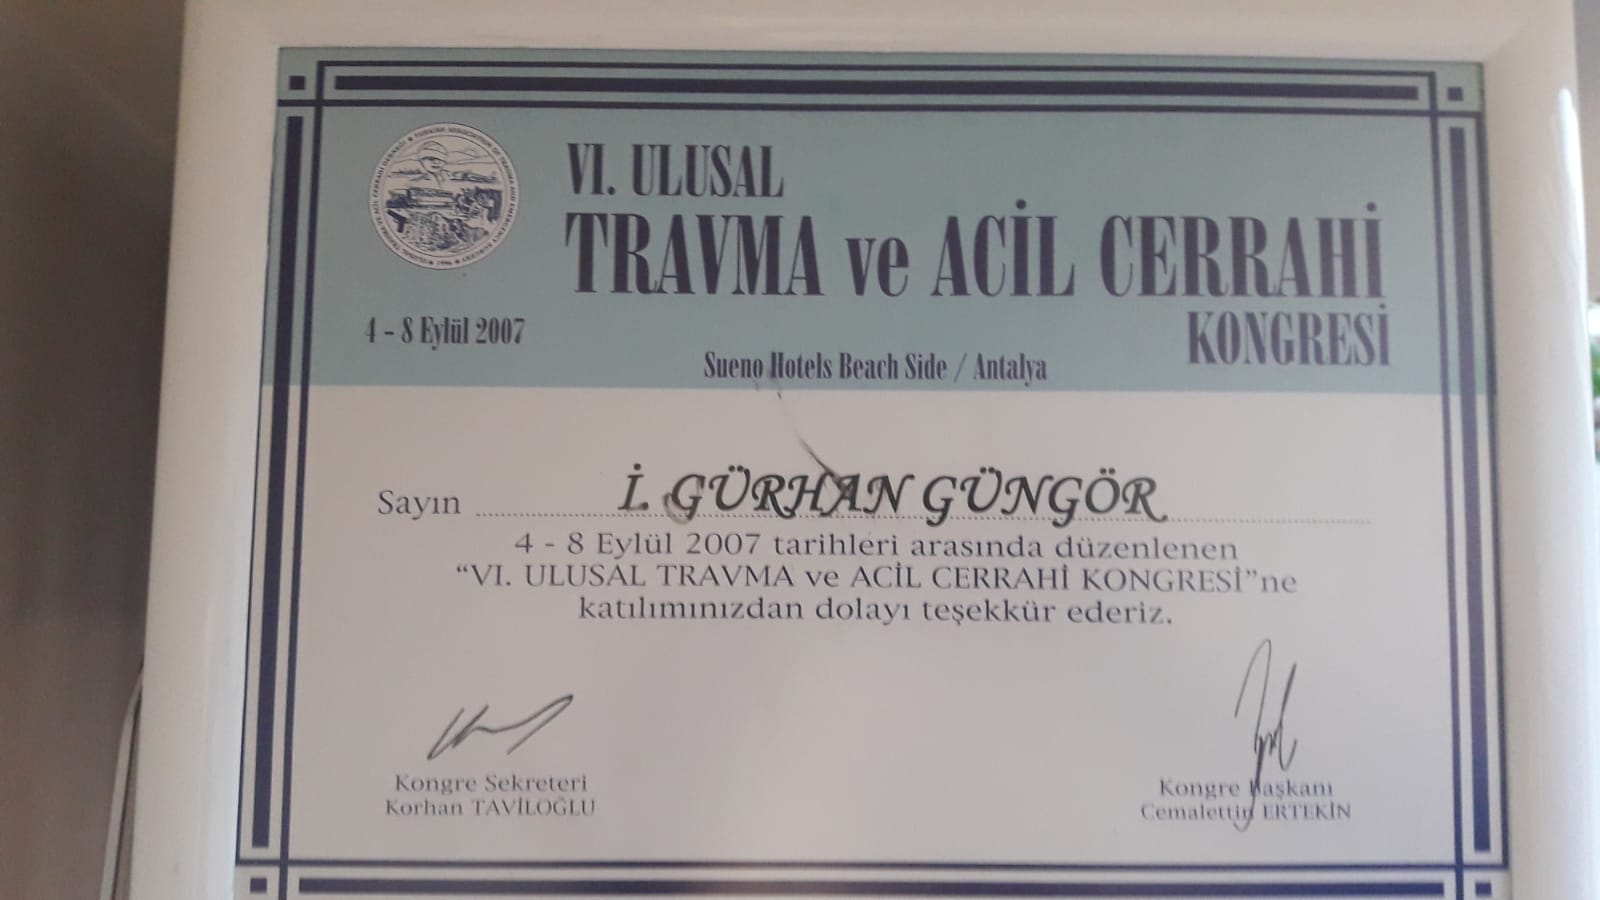 VI. ULUSAL
TRAVMA ve ACİL CERRAHİ
KONGRESİ
4 - 8 Eylül 2007
Sueno Hotels Beach Side / Antalya
Sayın İ. GÜRHAN GÜNGÖR
4 - 8 Eylül 2007 tarihleri arasında düzenlenen
“VI. ULUSAL TRAVMA ve ACİL CERRAHİ KONGRESİ”ne
katılımınızdan dolayı teşekkür ederiz.
Kongre Sekreteri
Korhan TAVİLOĞLU
Kongre Başkanı
Cemalettin ERTEKİN